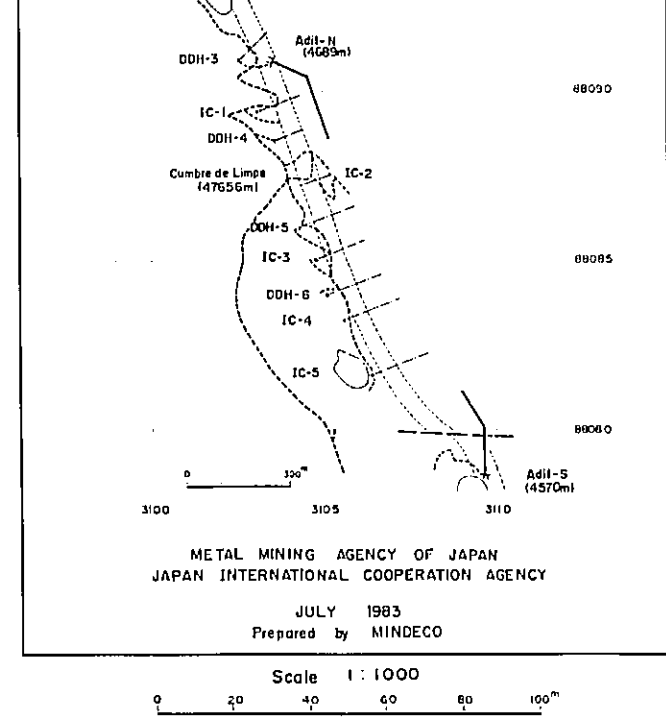 Adit-N
(4689m)
DDH-3
88090
IC-1
DDH-4
Cumbre de Limpe
(47656m)
IC-2
DDH-5
IC-3
88085
DDH-6
IC-4
IC-5
88080
Adit-S
(4570m)
0 300m
3100 3105 3110
METAL MINING AGENCY OF JAPAN
JAPAN INTERNATIONAL COOPERATION AGENCY
JULY 1983
Prepared by MINDECO
Scale 1:1000
0 20 40 60 80 100m